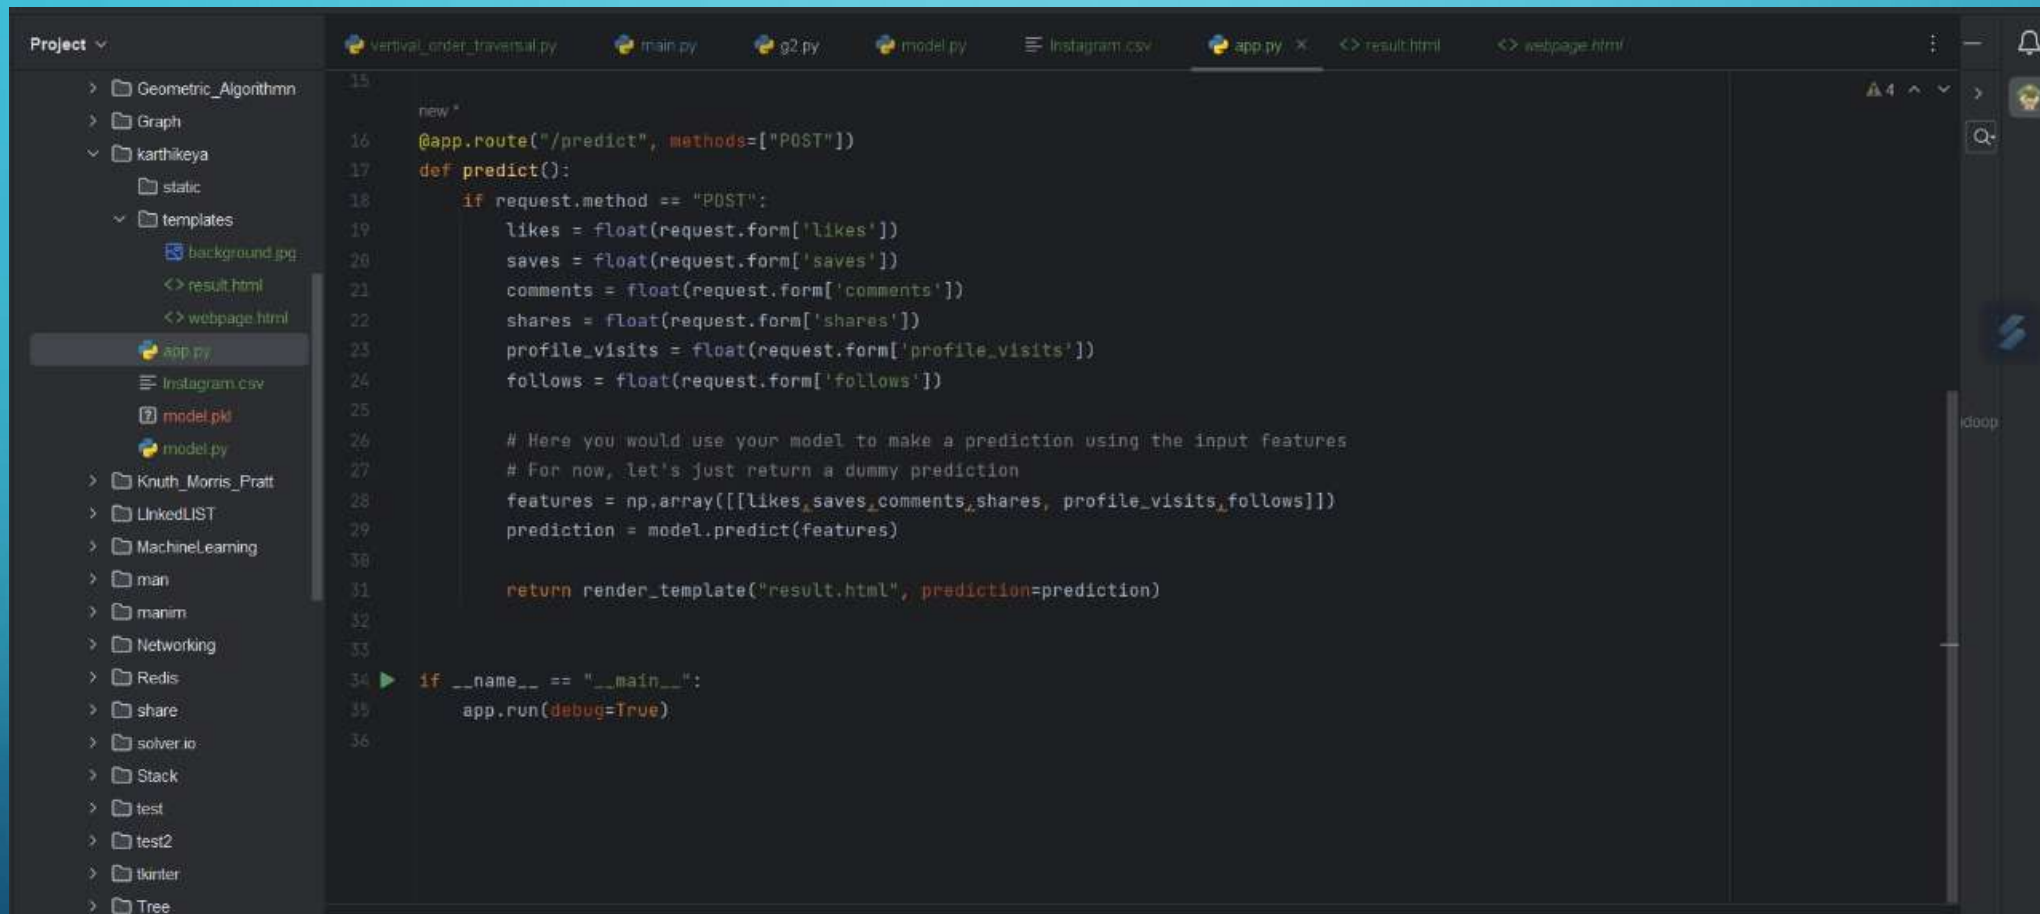 Project
vertival_order_traversal.py main.py g2.py model.py Instagram.csv app.py × <> result.html <> webpage.html
Geometric_Algorithmn
Graph
karthikeya
static
templates
background.jpg
<> result.html
<> webpage.html
app.py
Instagram.csv
model.pkl
model.py
Knuth_Morris_Pratt
LInkedLIST
MachineLearning
man
manim
Networking
Redis
share
solver.io
Stack
test
test2
tkinter
Tree
4
15
new *
16 @app.route("/predict", methods=["POST"])
17 def predict():
18 if request.method == "POST":
19 likes = float(request.form['likes'])
20 saves = float(request.form['saves'])
21 comments = float(request.form['comments'])
22 shares = float(request.form['shares'])
23 profile_visits = float(request.form['profile_visits'])
24 follows = float(request.form['follows'])
25
26 # Here you would use your model to make a prediction using the input features
27 # For now, let's just return a dummy prediction
28 features = np.array([[likes,saves,comments,shares, profile_visits,follows]])
29 prediction = model.predict(features)
30
31 return render_template("result.html", prediction=prediction)
32
33
34 if __name__ == "__main__":
35 app.run(debug=True)
36